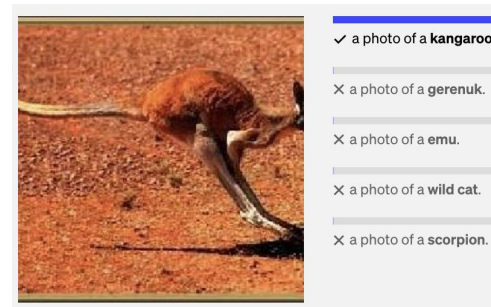 ✓ a photo of a kangaroo
× a photo of a gerenuk.
× a photo of a emu.
× a photo of a wild cat.
× a photo of a scorpion.